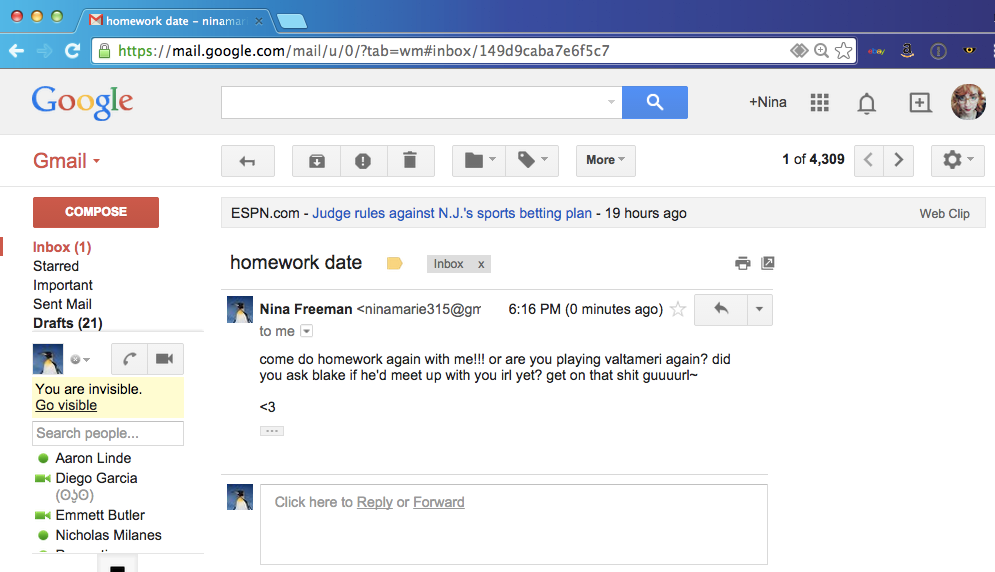 homework date – ninamar
https://mail.google.com/mail/u/0/?tab=wm#inbox/149d9caba7e6f5c7
ebay
Google
+Nina
Gmail
More
1 of 4,309
COMPOSE
ESPN.com - Judge rules against N.J.'s sports betting plan - 19 hours ago
Web Clip
Inbox (1)
Starred
Important
Sent Mail
Drafts (21)
homework date
Inbox x
Nina Freeman <ninamarie315@gm
6:16 PM (0 minutes ago)
to me
come do homework again with me!!! or are you playing valtameri again? did
you ask blake if he'd meet up with you irl yet? get on that shit guuuurl~
<3
You are invisible.
Go visible
Search people...
Aaron Linde
Diego Garcia
(ʘʖ̯ʘ)
Emmett Butler
Nicholas Milanes
Click here to Reply or Forward